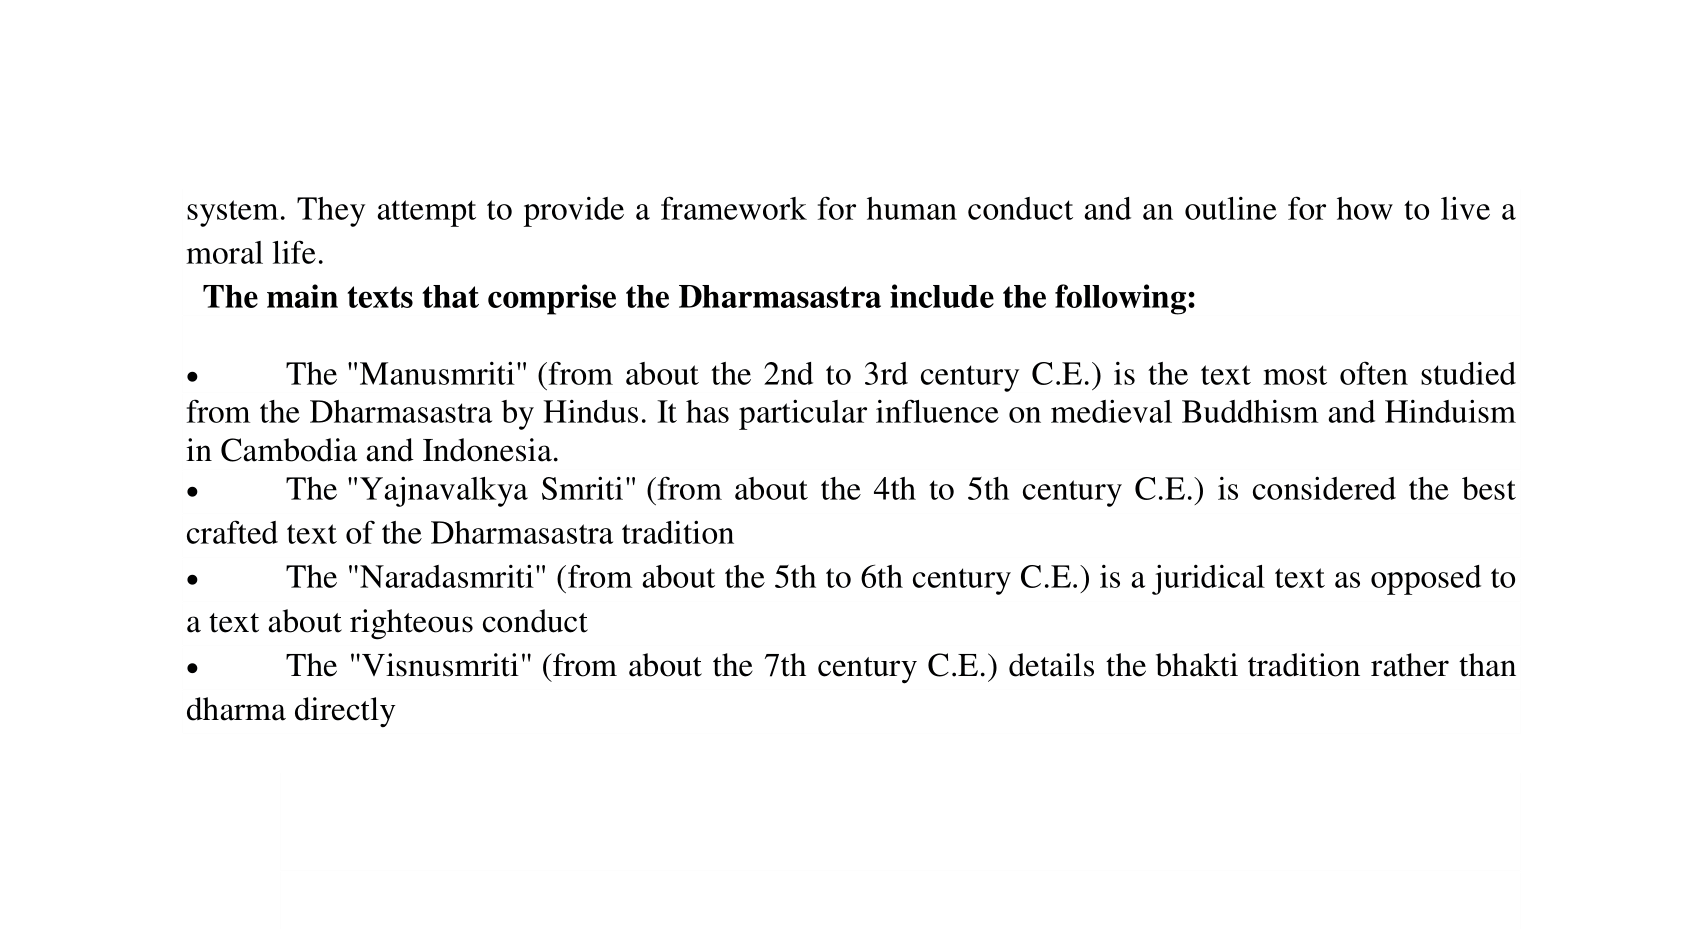 system. They attempt to provide a framework for human conduct and an outline for how to live a
moral life.
The main texts that comprise the Dharmasastra include the following:
• The "Manusmriti" (from about the 2nd to 3rd century C.E.) is the text most often studied
from the Dharmasastra by Hindus. It has particular influence on medieval Buddhism and Hinduism
in Cambodia and Indonesia.
• The "Yajnavalkya Smriti" (from about the 4th to 5th century C.E.) is considered the best
crafted text of the Dharmasastra tradition
• The "Naradasmriti" (from about the 5th to 6th century C.E.) is a juridical text as opposed to
a text about righteous conduct
• The "Visnusmriti" (from about the 7th century C.E.) details the bhakti tradition rather than
dharma directly